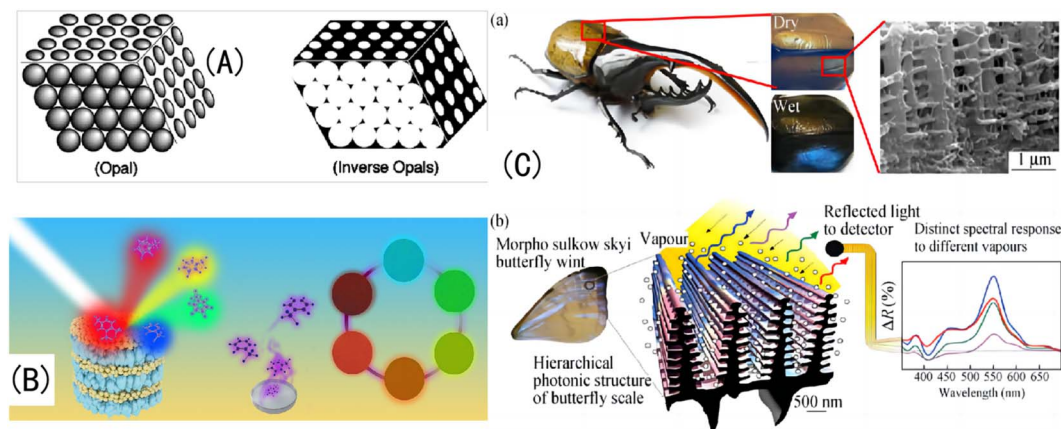 (A)
(Opal)
(Inverse Opals)
(B)
(a)
Dry
Wet
1 μm
(C)
(b)
Morpho sulkow skyi
butterfly wint
Vapour
Hierarchical
photonic structure
of butterfly scale
500 nm
Reflected light
to detector
Distinct spectral response
to different vapours
ΔR (%)
400 450 500 550 600 650
Wavelength (nm)